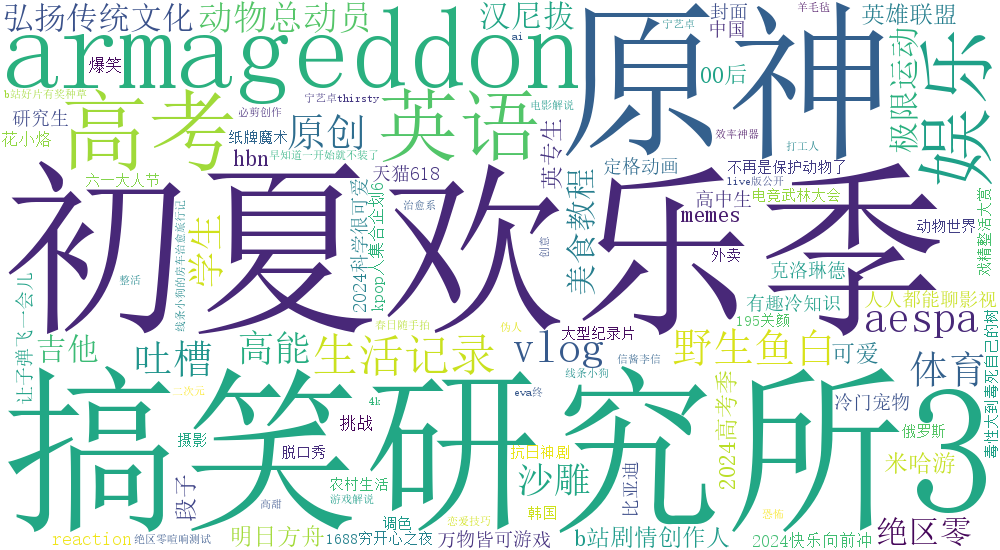 弘扬传统文化
动物总动员
汉尼拔
宁艺卓
封面
中国
羊毛毡
英雄联盟
armageddon
ai
原神
00后
极限运动
娱乐
爆笑
b站好片有奖种草
宁艺卓thirsty
电影解说
必剪创作
研究生
花小烙
高考
纸牌魔术
原创
英语
英专生
效率神器
打工人
早知道一开始就不装了
hbn
天猫618
定格动画
不再是保护动物了
live版公开
六一大人节
治愈系
高中生
电竞武林大会
memes
戏精整活大赏
初夏欢乐季
学生
线条小狗的房车治愈旅行记
2024科学很可爱
kpop人集合企划6
创意
美食教程
外卖
动物世界
克洛琳德
整活
让子弹飞一会儿
有趣冷知识
人人都能聊影视
195关颜
aespa
春日随手拍
伪人
大型纪录片
吉他
吐槽
高能
生活记录
vlog
信酱李信
野生鱼白
可爱
体育
线条小狗
二次元
4k
eva终
冷门宠物
毒性大到毒死自己的树
搞笑研究所3
摄影
挑战
脱口秀
抗日神剧
2024高考季
俄罗斯
米哈游
沙雕
比亚迪
段子
高甜
农村生活
游戏解说
调色
恋爱技巧
韩国
恐怖
绝区零
明日方舟
reaction
绝区零喧响测试
1688穷开心之夜
万物皆可游戏
b站剧情创作人
2024快乐向前冲